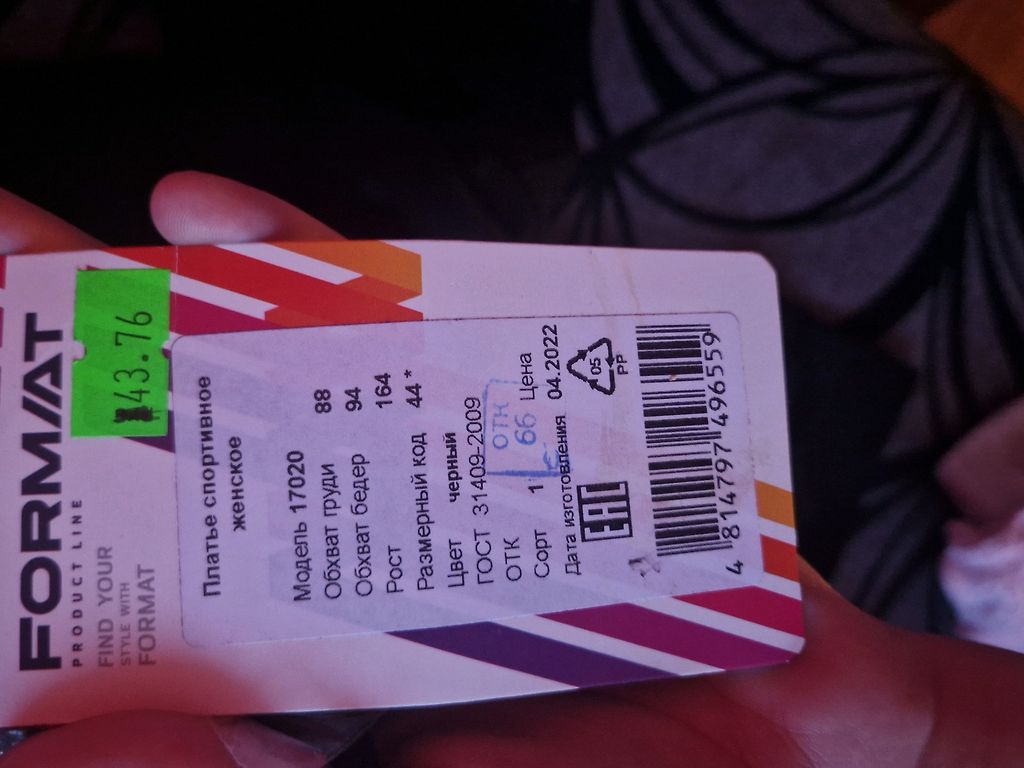 FORMAT
PRODUCT LINE
FIND YOUR
STYLE WITH
FORMAT
43.76
Платье спортивное
женское
Модель 17020
Обхват груди 88
Обхват бедер 94
Рост 164
Размерный код 44*
Цвет черный
ГОСТ 31409-2009
ОТК
Сорт 1 Цена
Дата изготовления 04.2022
ОТК
66
EAC
05
PP
4 814797 496559